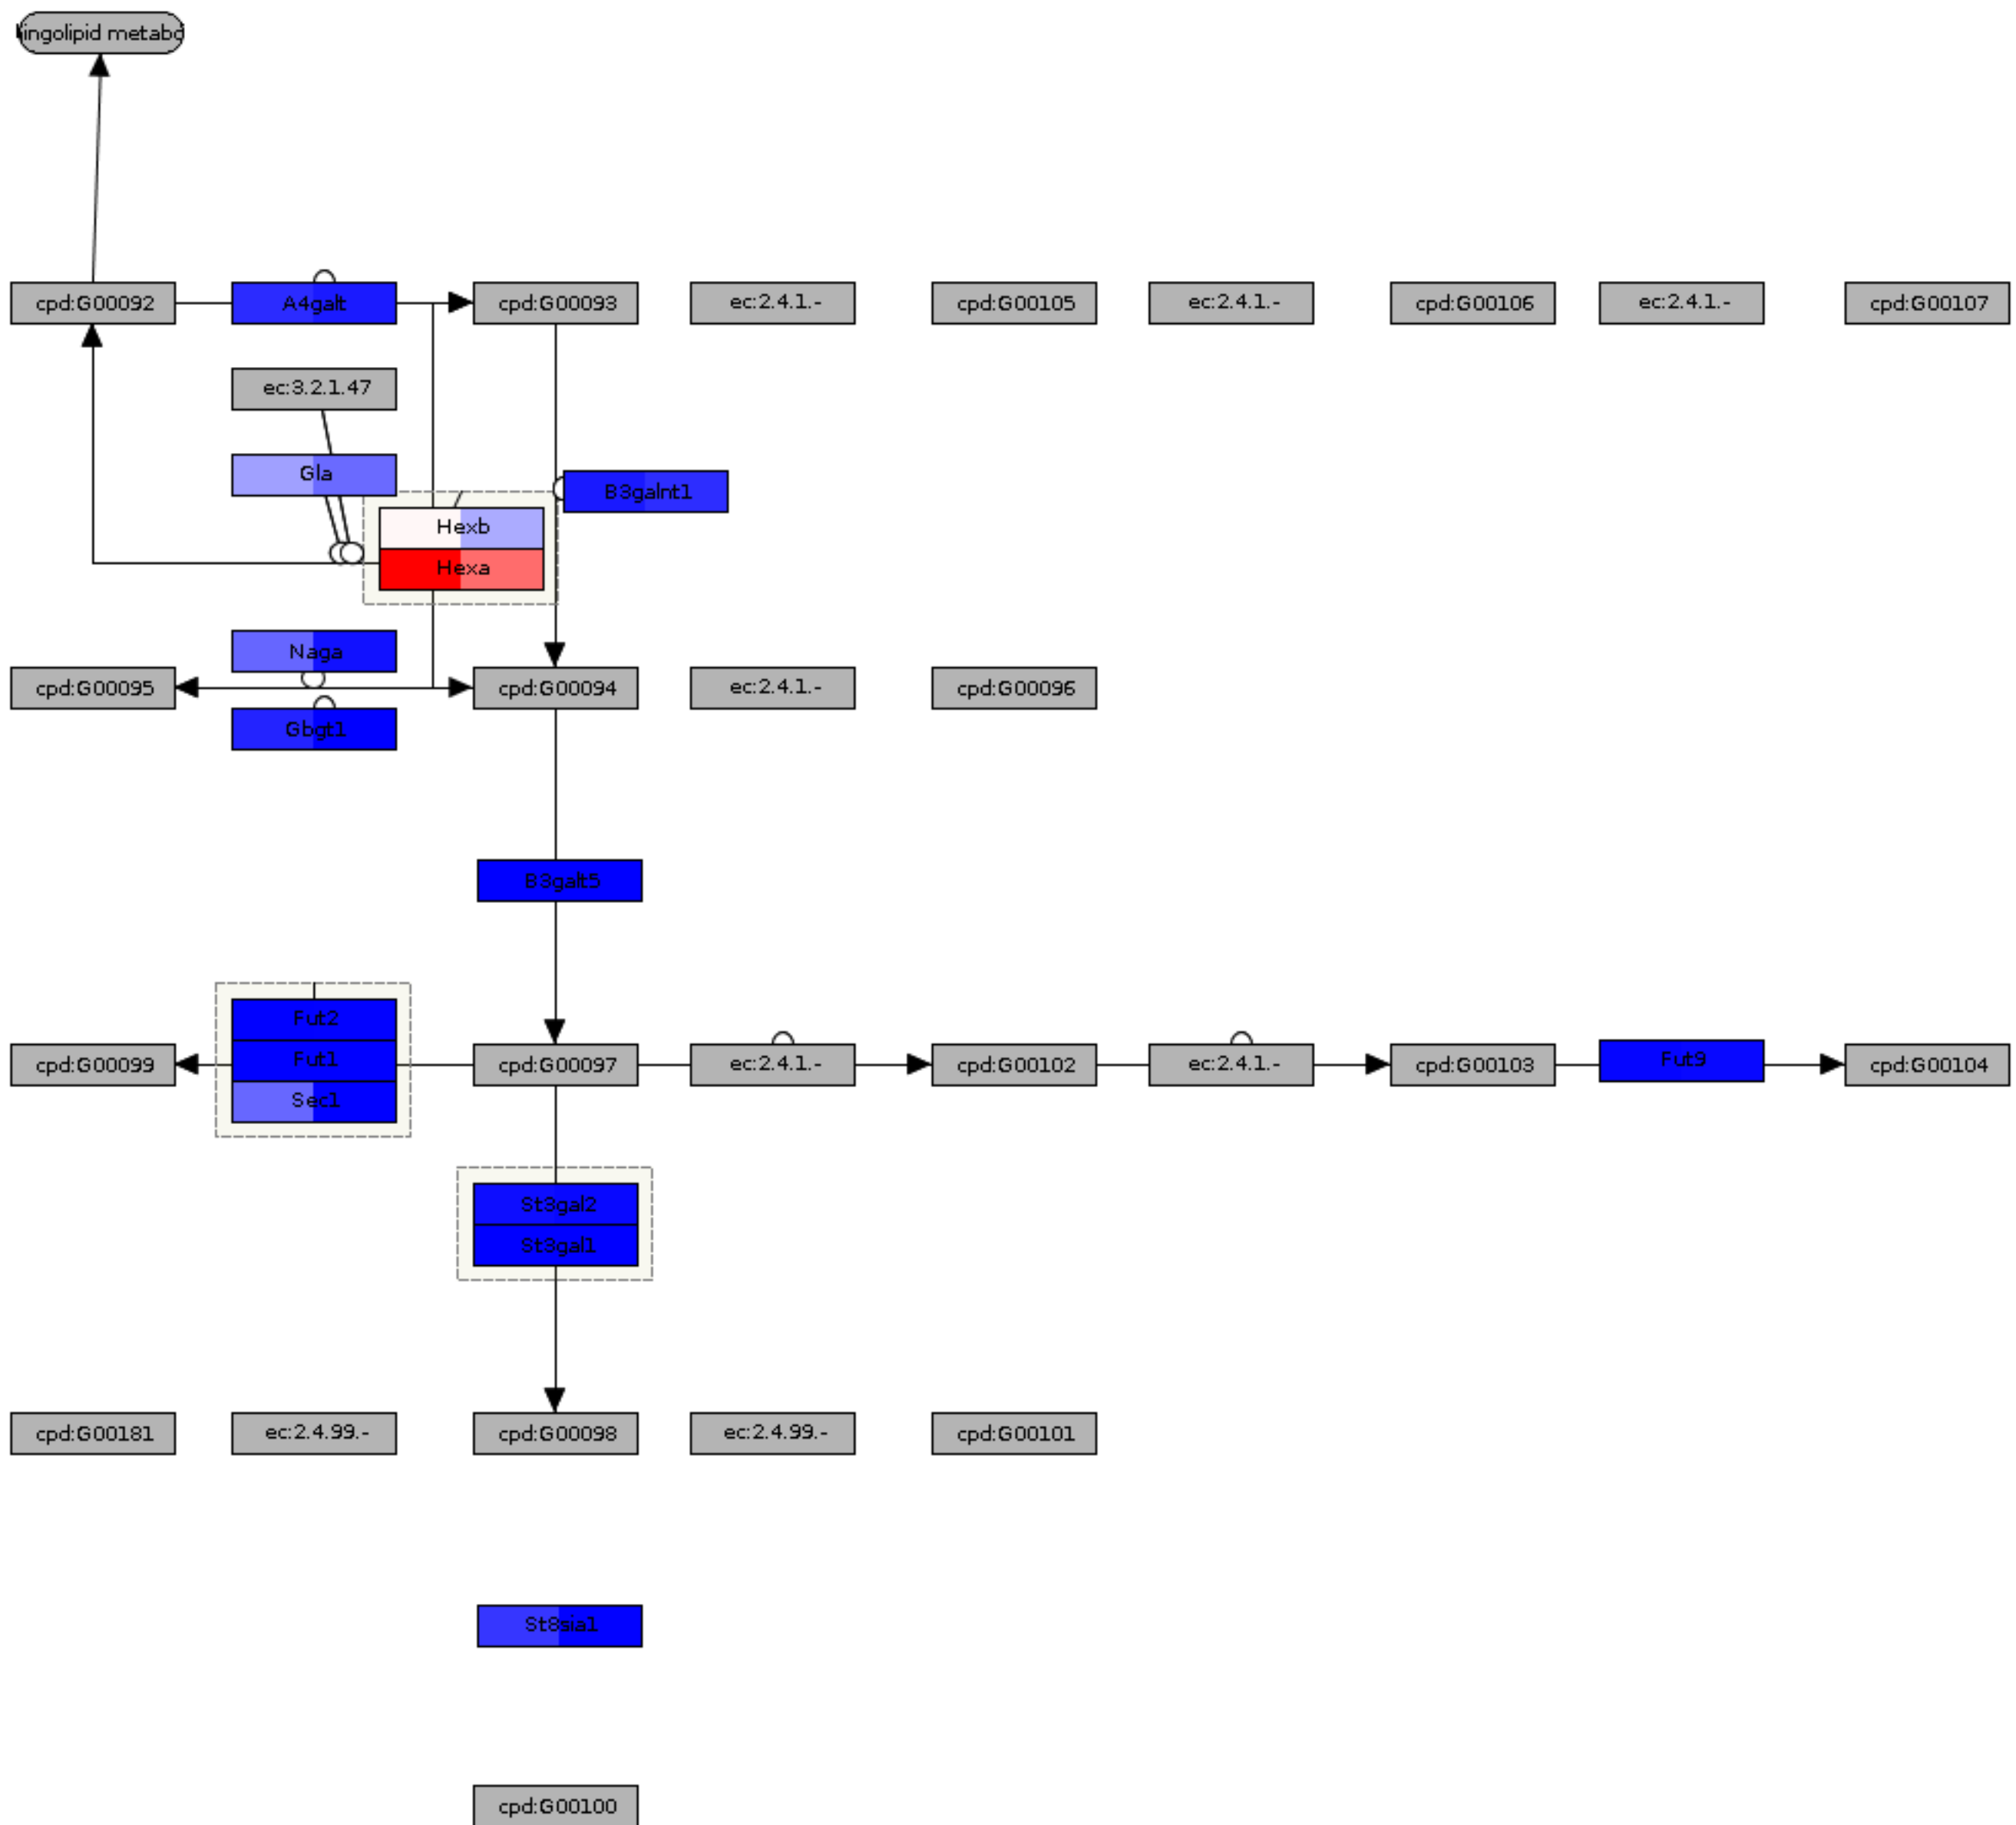 ingolipid metabo
cpd:G00092
A4galt
cpd:G00093
ec:2.4.1.-
cpd:G00105
ec:2.4.1.-
cpd:G00106
ec:2.4.1.-
cpd:G00107
ec:3.2.1.47
Gla
B3galnt1
Hexb
Hexa
Naga
cpd:G00095
cpd:G00094
ec:2.4.1.-
cpd:G00096
Gbgt1
B3galt5
Fut2
cpd:G00099
Fut1
cpd:G00097
ec:2.4.1.-
cpd:G00102
ec:2.4.1.-
cpd:G00103
Fut9
cpd:G00104
Sec1
St3gal2
St3gal1
cpd:G00181
ec:2.4.99.-
cpd:G00098
ec:2.4.99.-
cpd:G00101
St8sia1
cpd:G00100